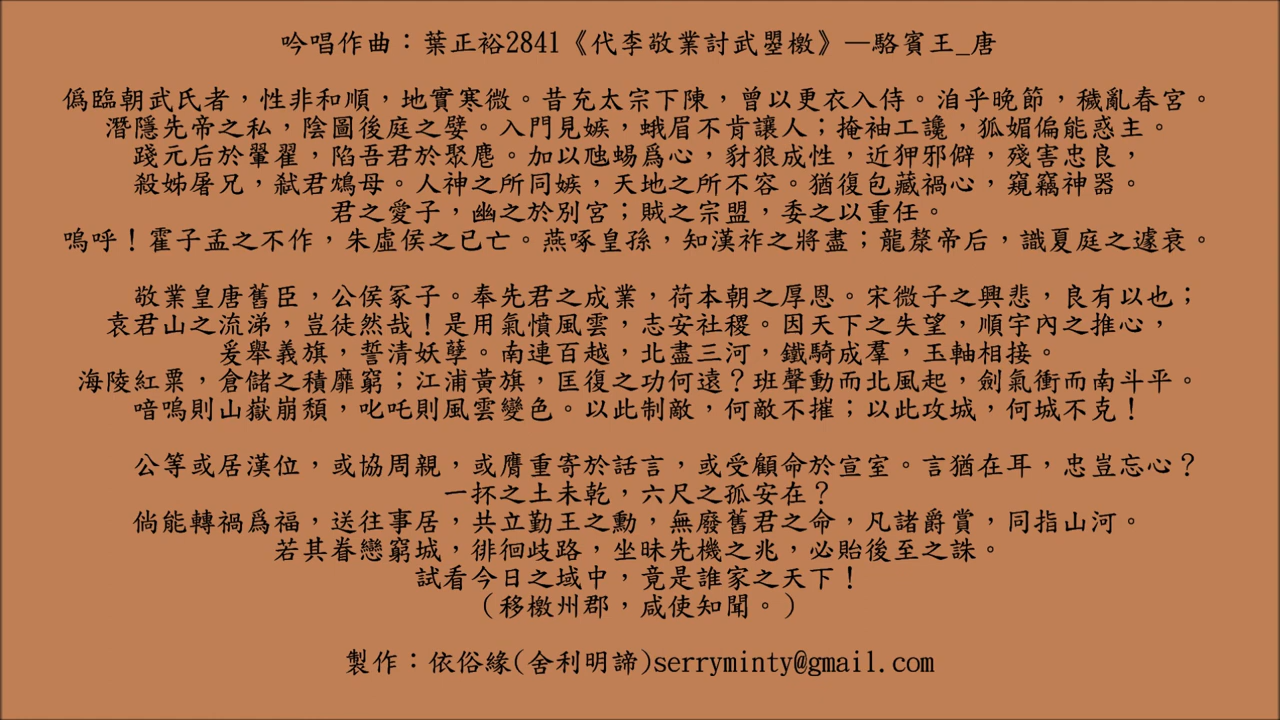 吟唱作曲：葉正裕2841《代李敬業討武曌檄》—駱賓王_唐
僞臨朝武氏者，性非和順，地實寒微。昔充太宗下陳，曾以更衣入侍。洎乎晚節，穢亂春宮。
潛隱先帝之私，陰圖後庭之嬖。入門見嫉，蛾眉不肯讓人；掩袖工讒，狐媚偏能惑主。
踐元后於翬翟，陷吾君於聚麀。加以虺蜴爲心，豺狼成性，近狎邪僻，殘害忠良，
殺姊屠兄，弒君鴆母。人神之所同嫉，天地之所不容。猶復包藏禍心，窺竊神器。
君之愛子，幽之於別宮；賊之宗盟，委之以重任。
嗚呼！霍子孟之不作，朱虛侯之已亡。燕啄皇孫，知漢祚之將盡；龍漦帝后，識夏庭之遽衰。
敬業皇唐舊臣，公侯冢子。奉先君之成業，荷本朝之厚恩。宋微子之興悲，良有以也；
袁君山之流涕，豈徒然哉！是用氣憤風雲，志安社稷。因天下之失望，順宇內之推心，
爰舉義旗，誓清妖孽。南連百越，北盡三河，鐵騎成羣，玉軸相接。
海陵紅粟，倉儲之積靡窮；江浦黃旗，匡復之功何遠？班聲動而北風起，劍氣衝而南斗平。
喑嗚則山嶽崩頹，叱吒則風雲變色。以此制敵，何敵不摧；以此攻城，何城不克！
公等或居漢位，或協周親，或膺重寄於話言，或受顧命於宣室。言猶在耳，忠豈忘心？
一抔之土未乾，六尺之孤安在？
倘能轉禍爲福，送往事居，共立勤王之勳，無廢舊君之命，凡諸爵賞，同指山河。
若其眷戀窮城，徘徊歧路，坐昧先機之兆，必貽後至之誅。
試看今日之域中，竟是誰家之天下！
（移檄州郡，咸使知聞。）
製作：依俗緣(舍利明諦)serryminty@gmail.com